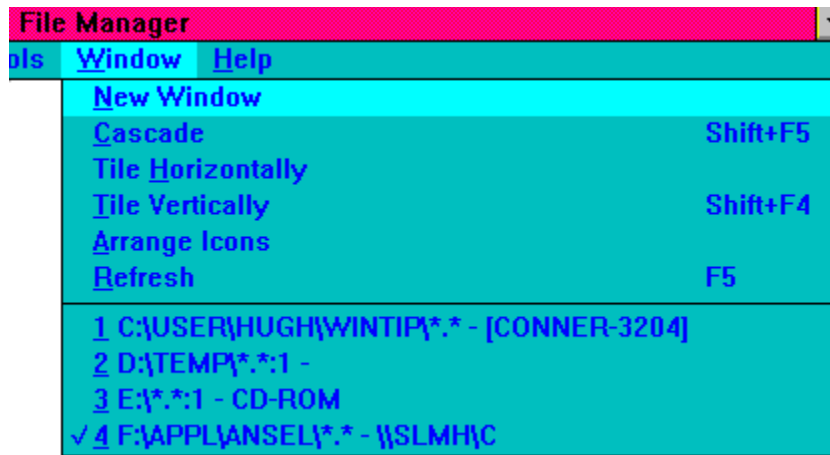 File Manager
ols Window Help
New Window
Cascade Shift+F5
Tile Horizontally
Tile Vertically Shift+F4
Arrange Icons
Refresh F5
1 C:\USER\HUGH\WINTIP\*.* - [CONNER-3204]
2 D:\TEMP\*.*:1 -
3 E:\*.*:1 - CD-ROM
√ 4 F:\APPL\ANSEL\*.* - \\SLMH\C